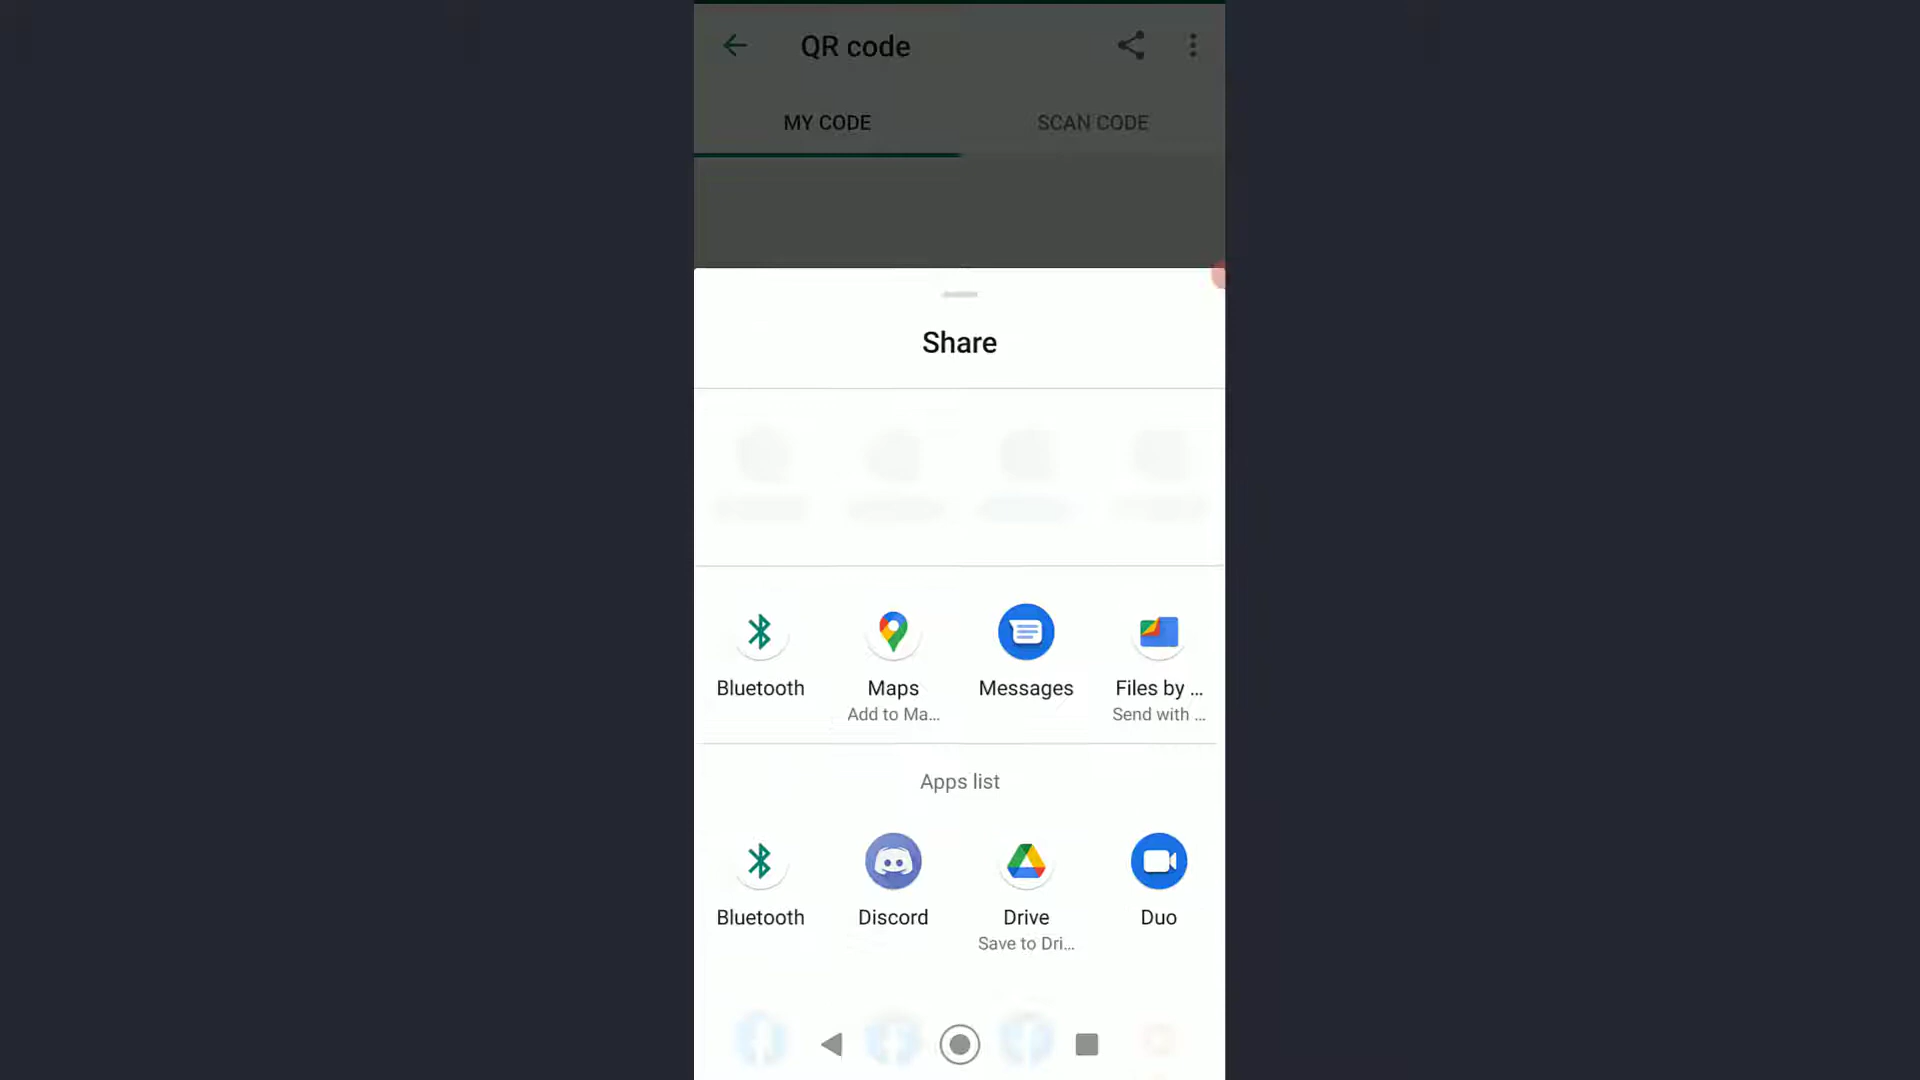 QR code
MY CODE
SCAN CODE
Share
Bluetooth
Maps
Messages
Files by ...
Add to Ma...
Send with ...
Apps list
Bluetooth
Discord
Drive
Duo
Save to Dri...